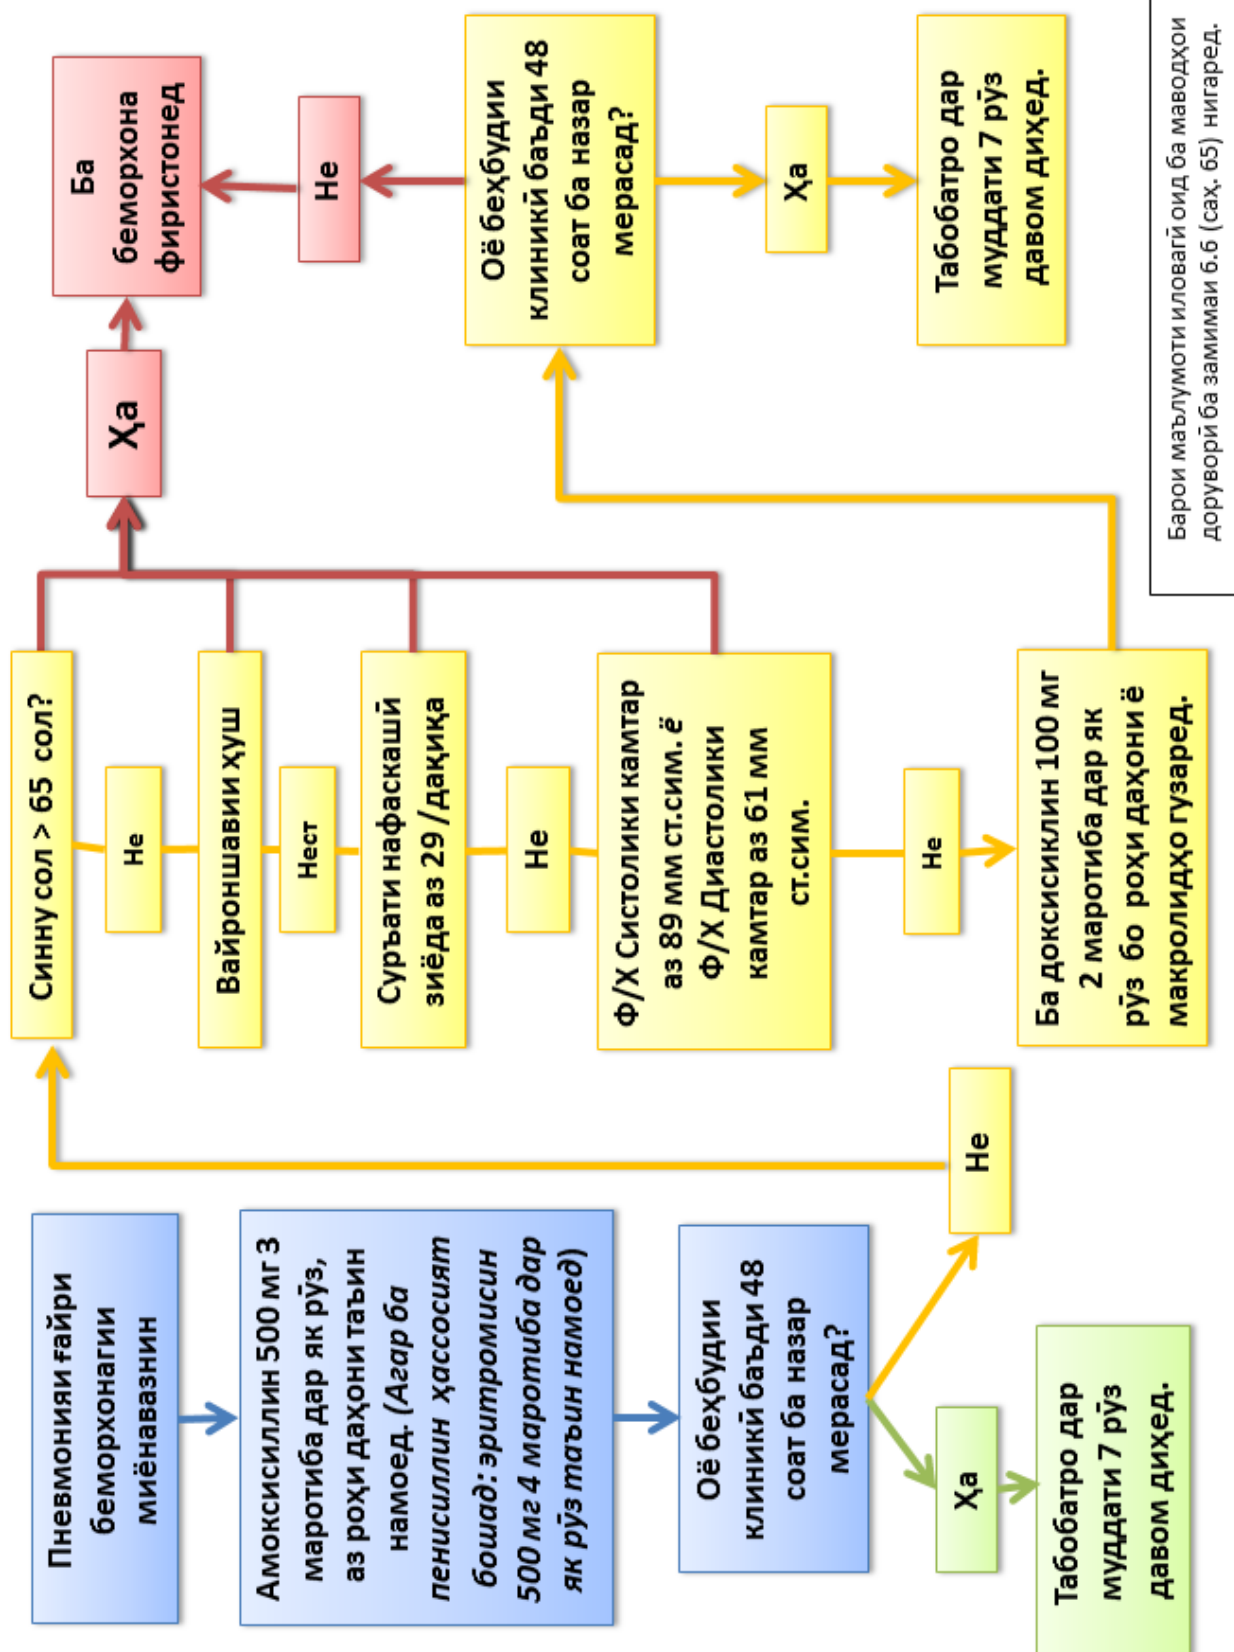 Пневмонияи ғайри
беморхонагии
миёнавазнин
Амоксисиллин 500 мг 3
маротиба дар як рӯз,
аз роҳи даҳони таъин
намоед. (Агар ба
пенисиллин ҳассосият
бошад: эритромисин
500 мг 4 маротиба дар
як рӯз таъин намоед)
Оё беҳбудии
клиникӣ баъди 48
соат ба назар
мерасад?
Ҳа
Табобатро дар
муддати 7 рӯз
давом диҳед.
Не
Синну сол > 65 сол?
Не
Вайроншавии ҳуш
Нест
Суръати нафаскашӣ
зиёда аз 29 /дақиқа
Не
Ф/Х Систолики камтар
аз 89 мм ст.сим. ё
Ф/Х Диастолики
камтар аз 61 мм
ст.сим.
Не
Ба доксисиклин 100 мг
2 маротиба дар як
рӯз бо роҳи даҳони ё
макролидҳо гузаред.
Ҳа
Ба
беморхона
фиристонед
Не
Оё беҳбудии
клиникӣ баъди 48
соат ба назар
мерасад?
Ҳа
Табобатро дар
муддати 7 рӯз
давом диҳед.
Барои маълумоти иловагӣ оид ба маводҳои
доруворӣ ба замимаи 6.6 (саҳ. 65) нигаред.